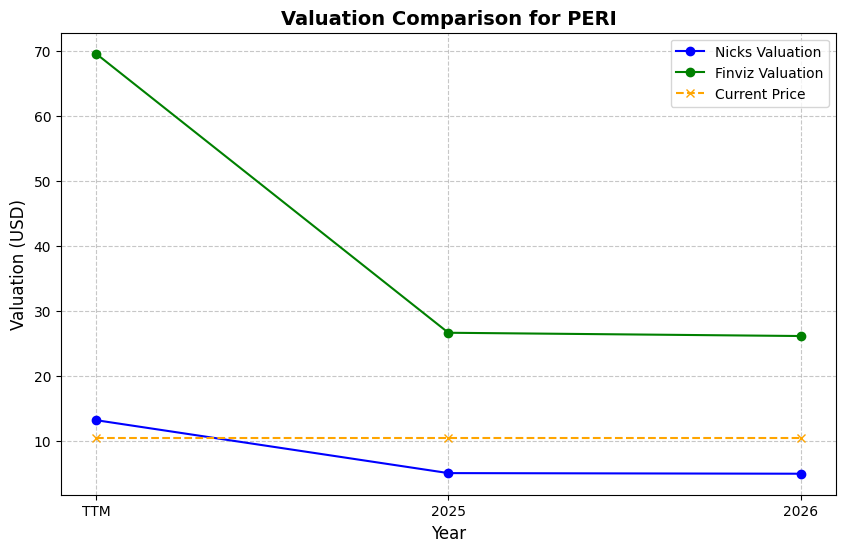 Valuation Comparison for PERI
Nicks Valuation
Finviz Valuation
Current Price
Valuation (USD)
70
60
50
40
30
20
10
TTM
2025
2026
Year